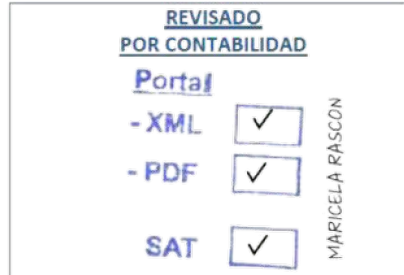 REVISADO
POR CONTABILIDAD
Portal
- XML ✓
- PDF ✓
SAT ✓
MARICELA RASCON